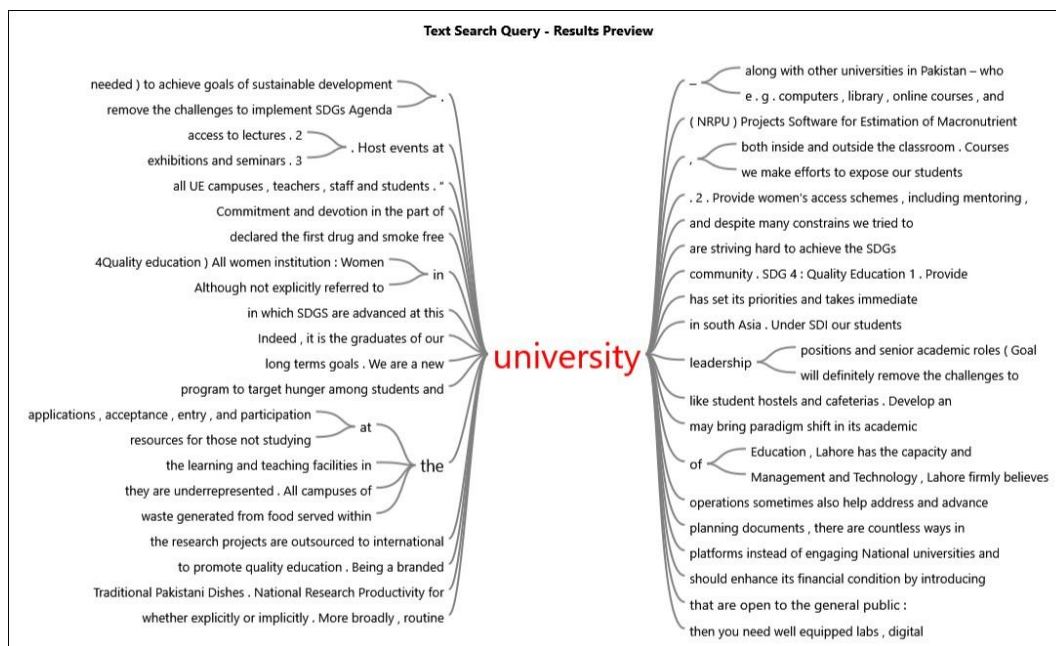 Text Search Query - Results Preview
needed ) to achieve goals of sustainable development
remove the challenges to implement SDGs Agenda
.
access to lectures . 2
exhibitions and seminars . 3
. Host events at
all UE campuses , teachers , staff and students . "
Commitment and devotion in the part of
declared the first drug and smoke free
4Quality education ) All women institution : Women
Although not explicitly referred to
in
in which SDGS are advanced at this
Indeed , it is the graduates of our
long terms goals . We are a new
program to target hunger among students and
applications , acceptance , entry , and participation
resources for those not studying
at
the learning and teaching facilities in
they are underrepresented . All campuses of
waste generated from food served within
the
the research projects are outsourced to international
to promote quality education . Being a branded
Traditional Pakistani Dishes . National Research Productivity for
whether explicitly or implicitly . More broadly , routine
university
–
along with other universities in Pakistan – who
e . g . computers , library , online courses , and
( NRPU ) Projects Software for Estimation of Macronutrient
,
both inside and outside the classroom . Courses
we make efforts to expose our students
. 2 . Provide women's access schemes , including mentoring ,
and despite many constrains we tried to
are striving hard to achieve the SDGs
community . SDG 4 : Quality Education 1 . Provide
has set its priorities and takes immediate
in south Asia . Under SDI our students
leadership
positions and senior academic roles ( Goal
will definitely remove the challenges to
like student hostels and cafeterias . Develop an
may bring paradigm shift in its academic
of
Education , Lahore has the capacity and
Management and Technology , Lahore firmly believes
operations sometimes also help address and advance
planning documents , there are countless ways in
platforms instead of engaging National universities and
should enhance its financial condition by introducing
that are open to the general public :
then you need well equipped labs , digital